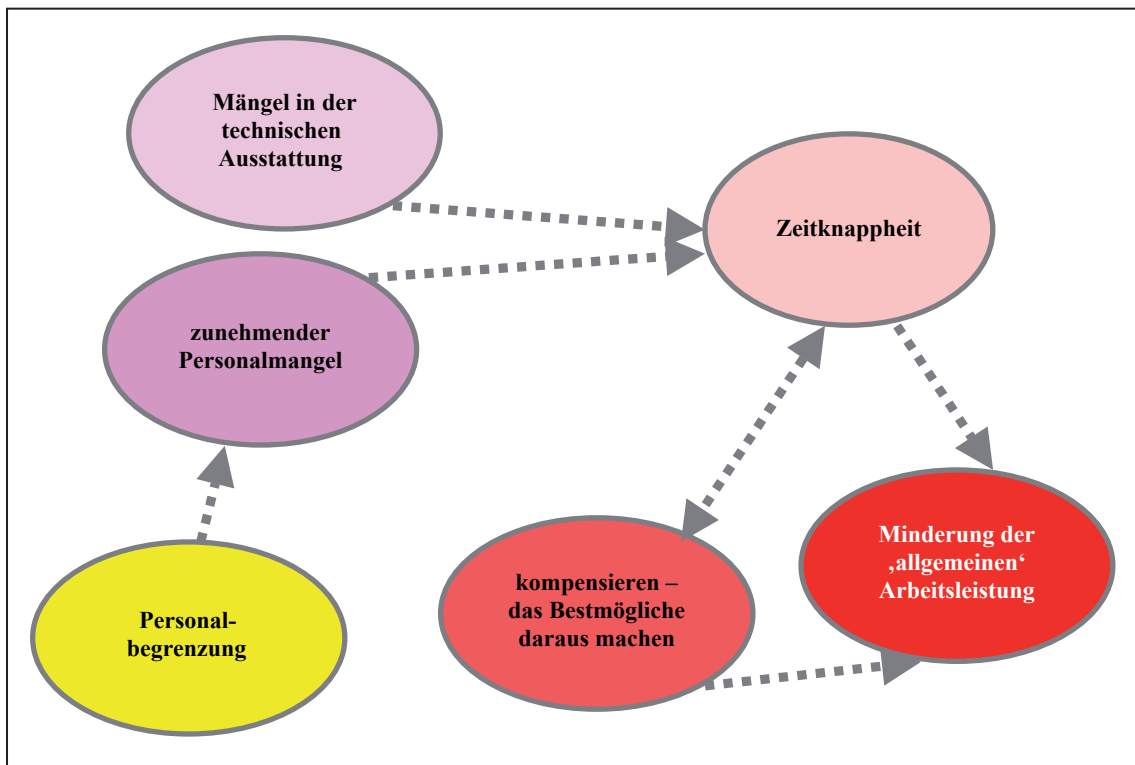 Mängel in der
technischen
Ausstattung
Zeitknappheit
zunehmender
Personalmangel
Minderung der
‚allgemeinen‘
Arbeitsleistung
kompensieren –
das Bestmögliche
daraus machen
Personal-
begrenzung